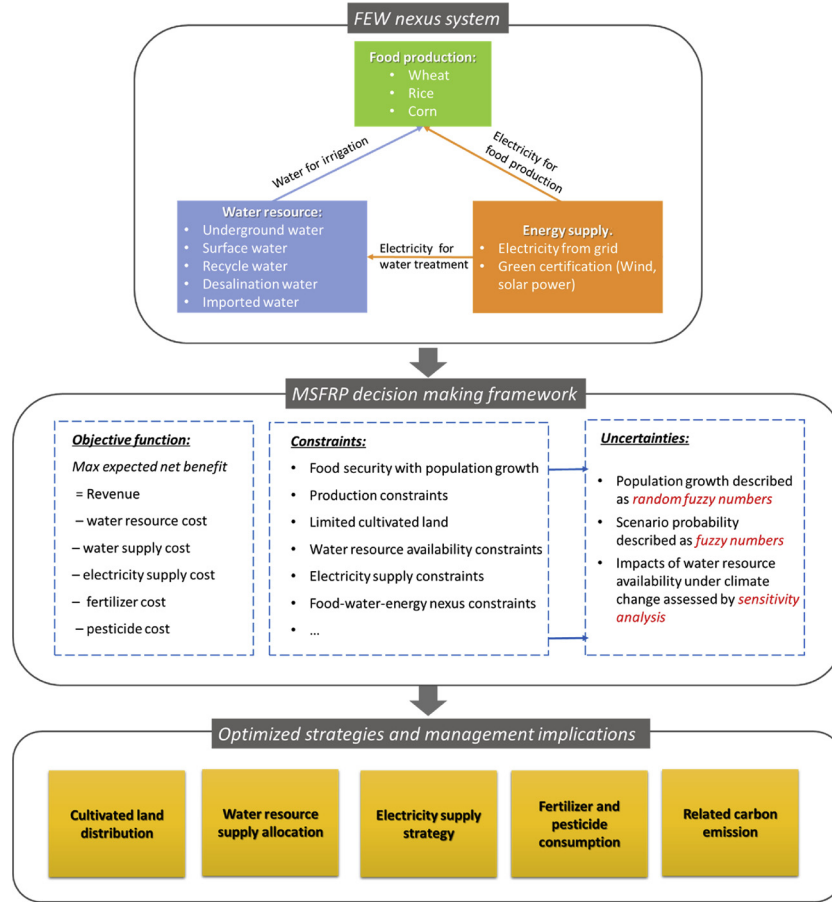 FEW nexus system
Food production:
• Wheat
• Rice
• Corn
Water for irrigation
Electricity for
food production
Water resource:
• Underground water
• Surface water
• Recycle water
• Desalination water
• Imported water
Electricity for
water treatment
Energy supply.
• Electricity from grid
• Green certification (Wind,
solar power)
MSFRP decision making framework
Objective function:
Max expected net benefit
= Revenue
– water resource cost
– water supply cost
– electricity supply cost
– fertilizer cost
– pesticide cost
Constraints:
• Food security with population growth
• Production constraints
• Limited cultivated land
• Water resource availability constraints
• Electricity supply constraints
• Food-water-energy nexus constraints
• ...
Uncertainties:
• Population growth described
as random fuzzy numbers
• Scenario probability
described as fuzzy numbers
• Impacts of water resource
availability under climate
change assessed by sensitivity
analysis
Optimized strategies and management implications
Cultivated land
distribution
Water resource
supply allocation
Electricity supply
strategy
Fertilizer and
pesticide
consumption
Related carbon
emission